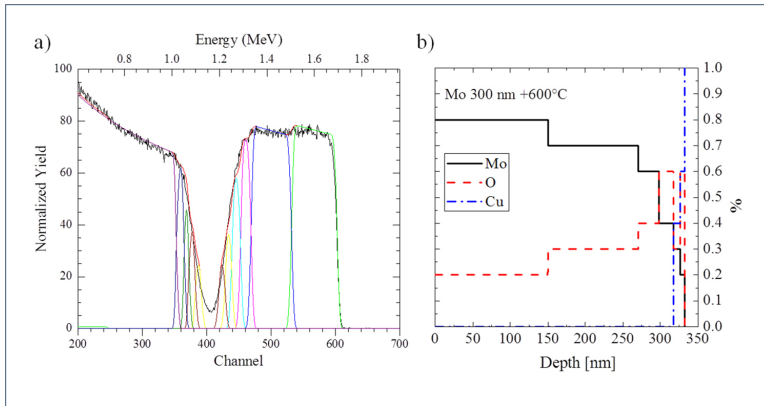 a)
Energy (MeV)
0.8 1.0 1.2 1.4 1.6 1.8
100
80
60
40
20
0
Normalized Yield
200 300 400 500 600 700
Channel
b)
Mo 300 nm +600°C
Mo
O
Cu
1.0
0.9
0.8
0.7
0.6
0.5
0.4
0.3
0.2
0.1
0.0
%
0 50 100 150 200 250 300 350
Depth [nm]